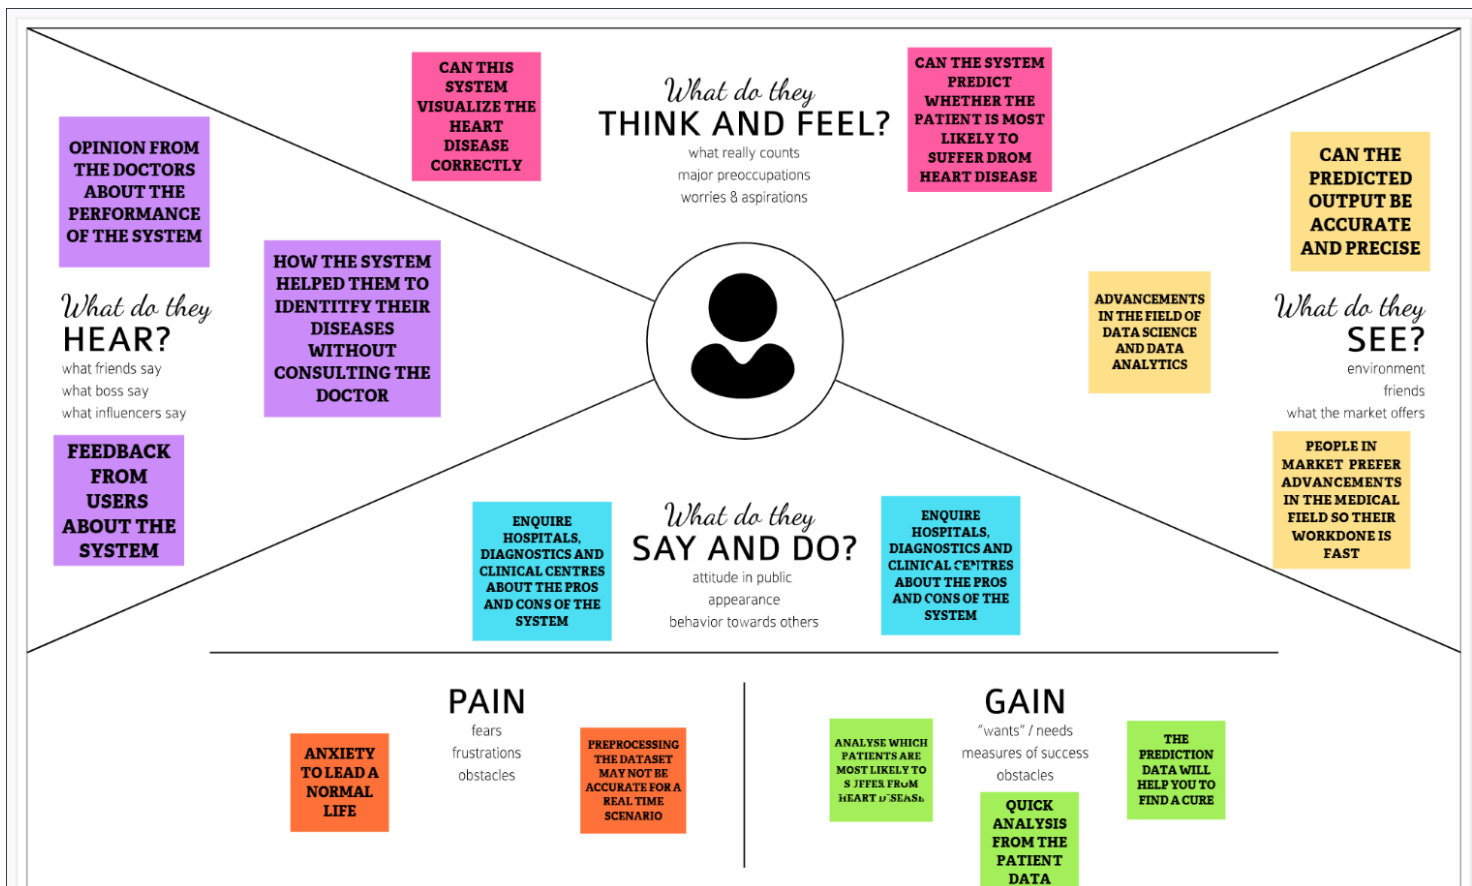 CAN THIS
SYSTEM
VISUALIZE THE
HEART
DISEASE
CORRECTLY
What do they
THINK AND FEEL?
what really counts
major preoccupations
worries & aspirations
CAN THE SYSTEM
PREDICT
WHETHER THE
PATIENT IS MOST
LIKELY TO
SUFFER DROM
HEART DISEASE
OPINION FROM
THE DOCTORS
ABOUT THE
PERFORMANCE
OF THE SYSTEM
HOW THE SYSTEM
HELPED THEM TO
IDENTITFY THEIR
DISEASES
WITHOUT
CONSULTING THE
DOCTOR
What do they
HEAR?
what friends say
what boss say
what influencers say
FEEDBACK
FROM
USERS
ABOUT THE
SYSTEM
CAN THE
PREDICTED
OUTPUT BE
ACCURATE
AND PRECISE
ADVANCEMENTS
IN THE FIELD OF
DATA SCIENCE
AND DATA
ANALYTICS
What do they
SEE?
environment
friends
what the market offers
PEOPLE IN
MARKET PREFER
ADVANCEMENTS
IN THE MEDICAL
FIELD SO THEIR
WORKDONE IS
FAST
ENQUIRE
HOSPITALS,
DIAGNOSTICS AND
CLINICAL CENTRES
ABOUT THE PROS
AND CONS OF THE
SYSTEM
What do they
SAY AND DO?
attitude in public
appearance
behavior towards others
ENQUIRE
HOSPITALS,
DIAGNOSTICS AND
CLINICAL CENTRES
ABOUT THE PROS
AND CONS OF THE
SYSTEM
PAIN
fears
frustrations
obstacles
ANXIETY
TO LEAD A
NORMAL
LIFE
PREPROCESSING
THE DATASET
MAY NOT BE
ACCURATE FOR A
REAL TIME
SCENARIO
GAIN
"wants" / needs
measures of success
obstacles
ANALYSE WHICH
PATIENTS ARE
MOST LIKELY TO
SUFFER FROM
HEART DISEASE
QUICK
ANALYSIS
FROM THE
PATIENT
DATA
THE
PREDICTION
DATA WILL
HELP YOU TO
FIND A CURE